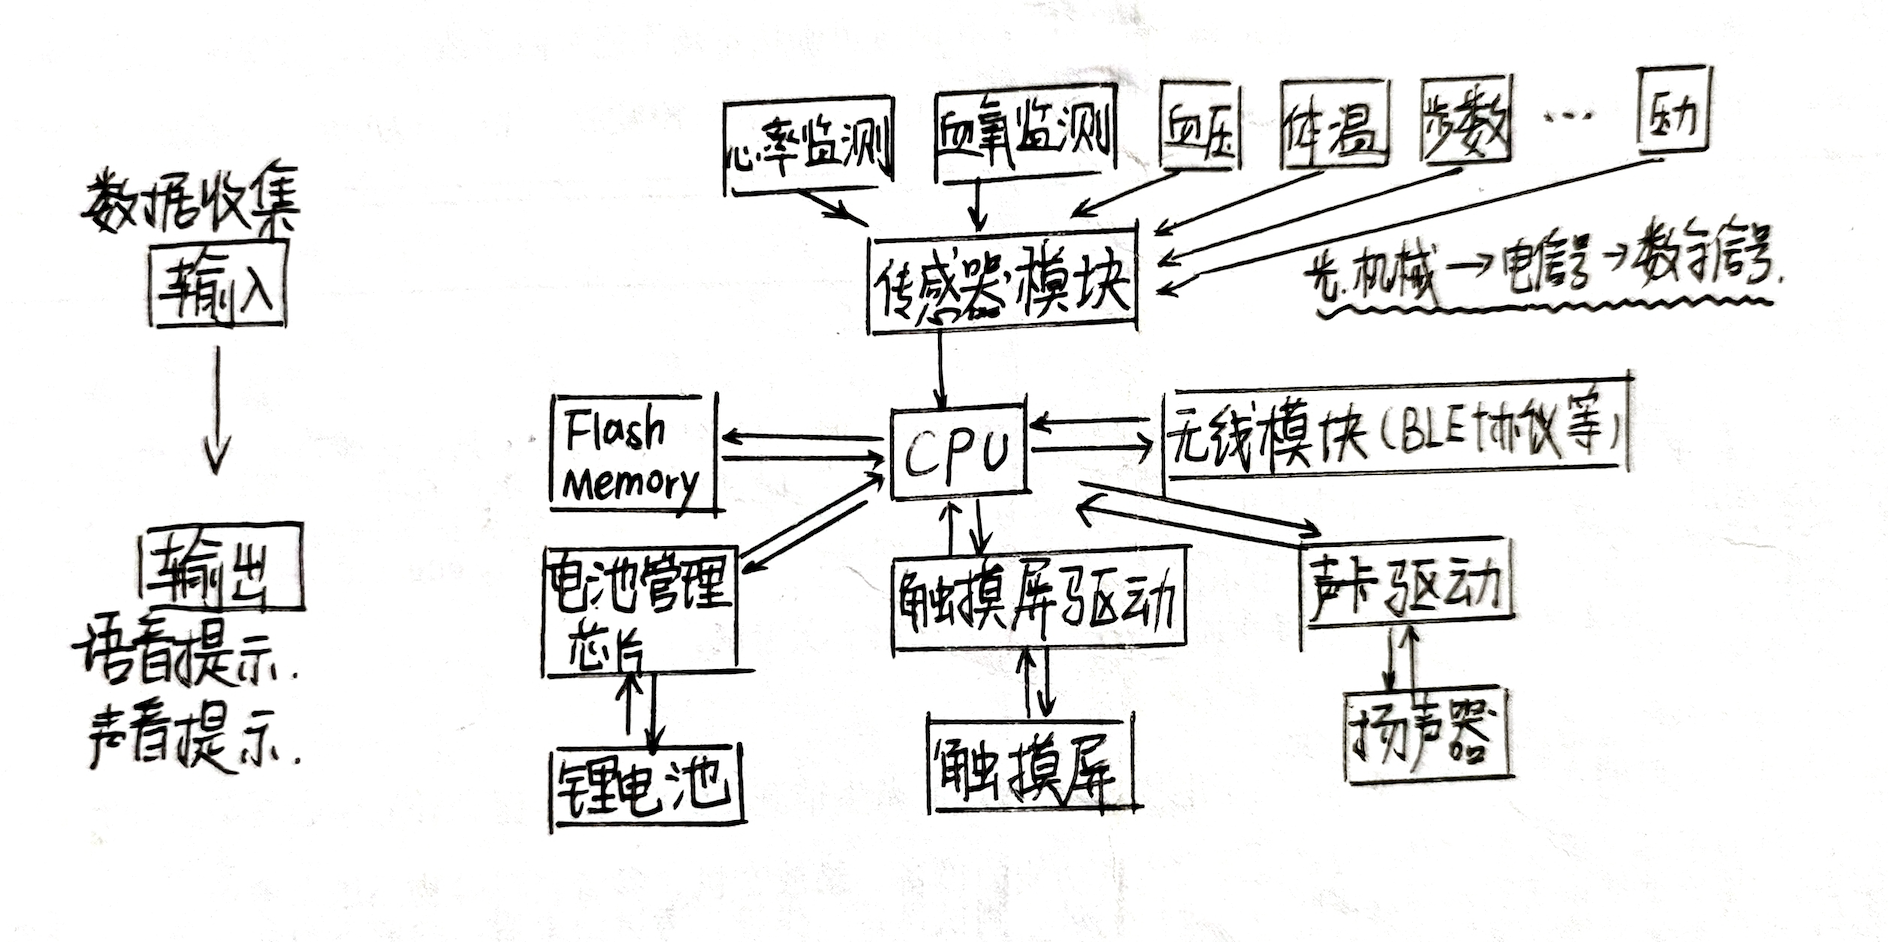 心率监测
血氧监测
血压
体温
步数
...
压力
数据收集
输入
传感器模块
光.机械→电信号→数字信号.
Flash
Memory
CPU
无线模块(BLE协议等)
输出
语音提示.
声音提示.
电池管理
芯片
触摸屏驱动
声卡驱动
锂电池
触摸屏
扬声器